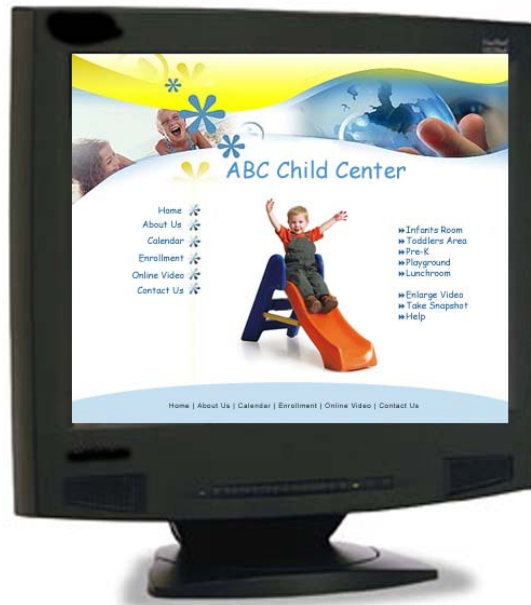 ABC Child Center
Home
About Us
Calendar
Enrollment
Online Video
Contact Us
Infants Room
Toddlers Area
Pre-K
Playground
Lunchroom
Enlarge Video
Take Snapshot
Help
Home | About Us | Calendar | Enrollment | Online Video | Contact Us